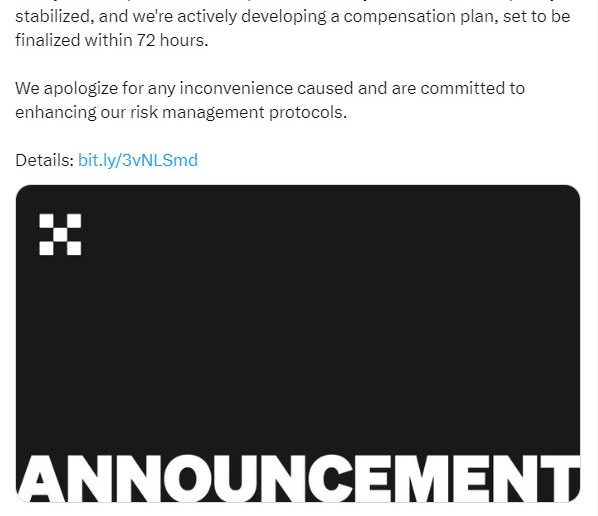 stabilized, and we're actively developing a compensation plan, set to be
finalized within 72 hours.
We apologize for any inconvenience caused and are committed to
enhancing our risk management protocols.
Details: bit.ly/3vNLSmd
ANNOUNCEMENT